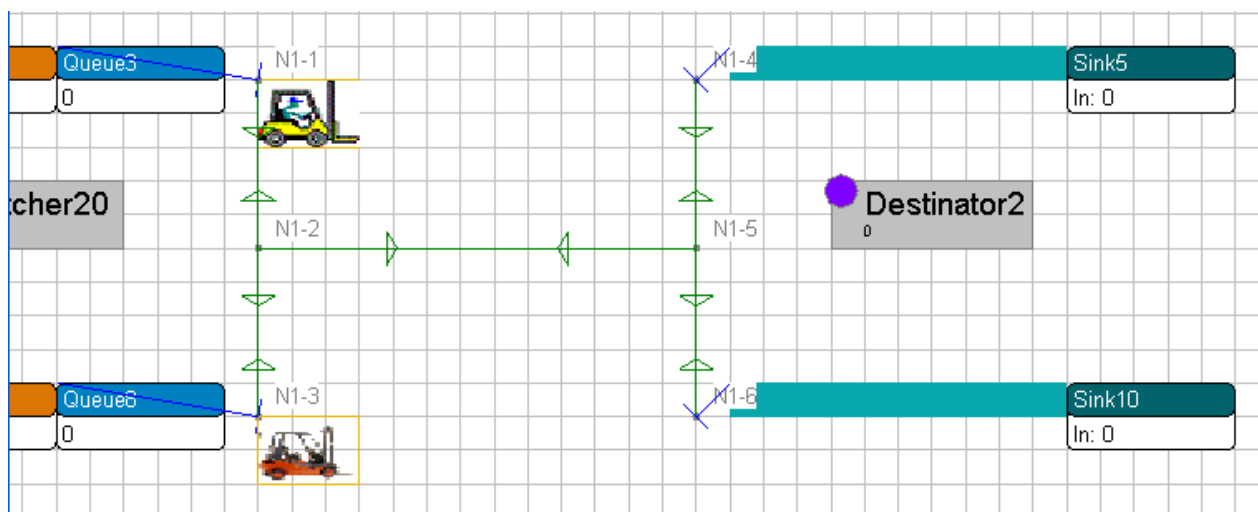 Queue3
0
N1-1
N1-4
Sink5
In: 0
tcher20
Destinator2
0
N1-2
N1-5
Queue8
0
N1-3
N1-6
Sink10
In: 0